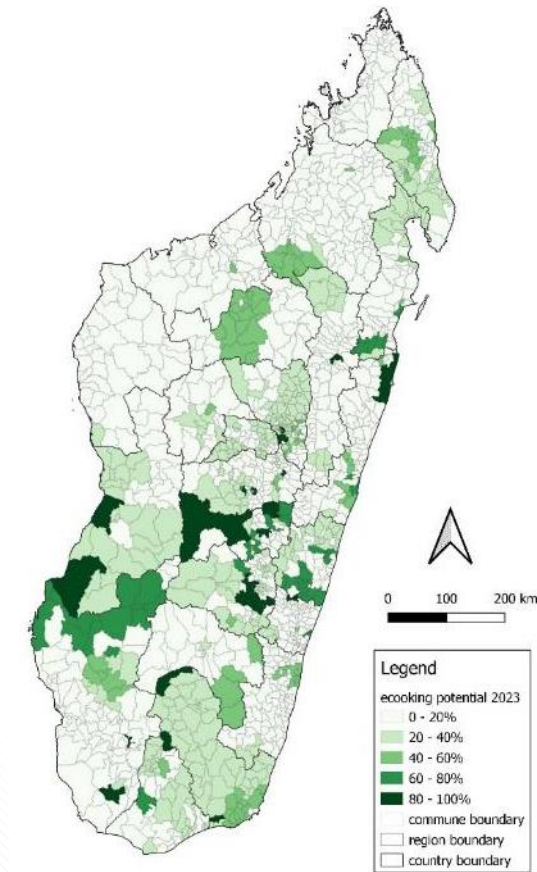 0 100 200 km
Legend
ecooking potential 2023
0 - 20%
20 - 40%
40 - 60%
60 - 80%
80 - 100%
commune boundary
region boundary
country boundary